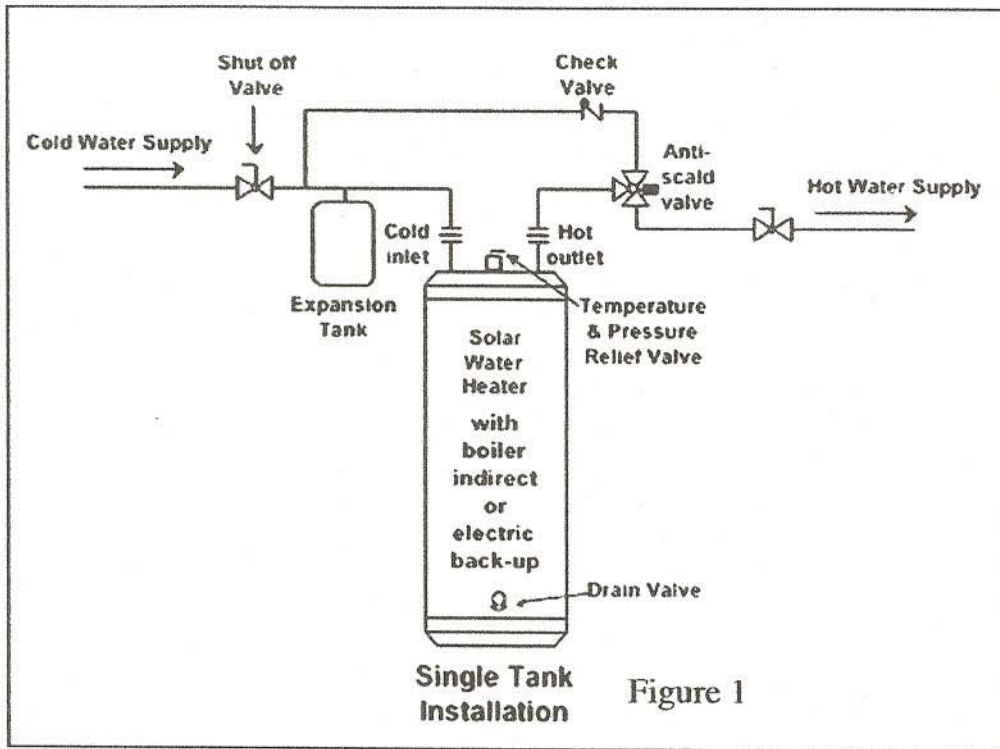 Shut off
Valve
Check
Valve
Cold Water Supply
Anti-
scald
valve
Hot Water Supply
Cold
inlet
Hot
outlet
Expansion
Tank
Temperature
& Pressure
Relief Valve
Solar
Water
Heater
with
boiler
indirect
or
electric
back-up
Drain Valve
Single Tank
Installation
Figure 1